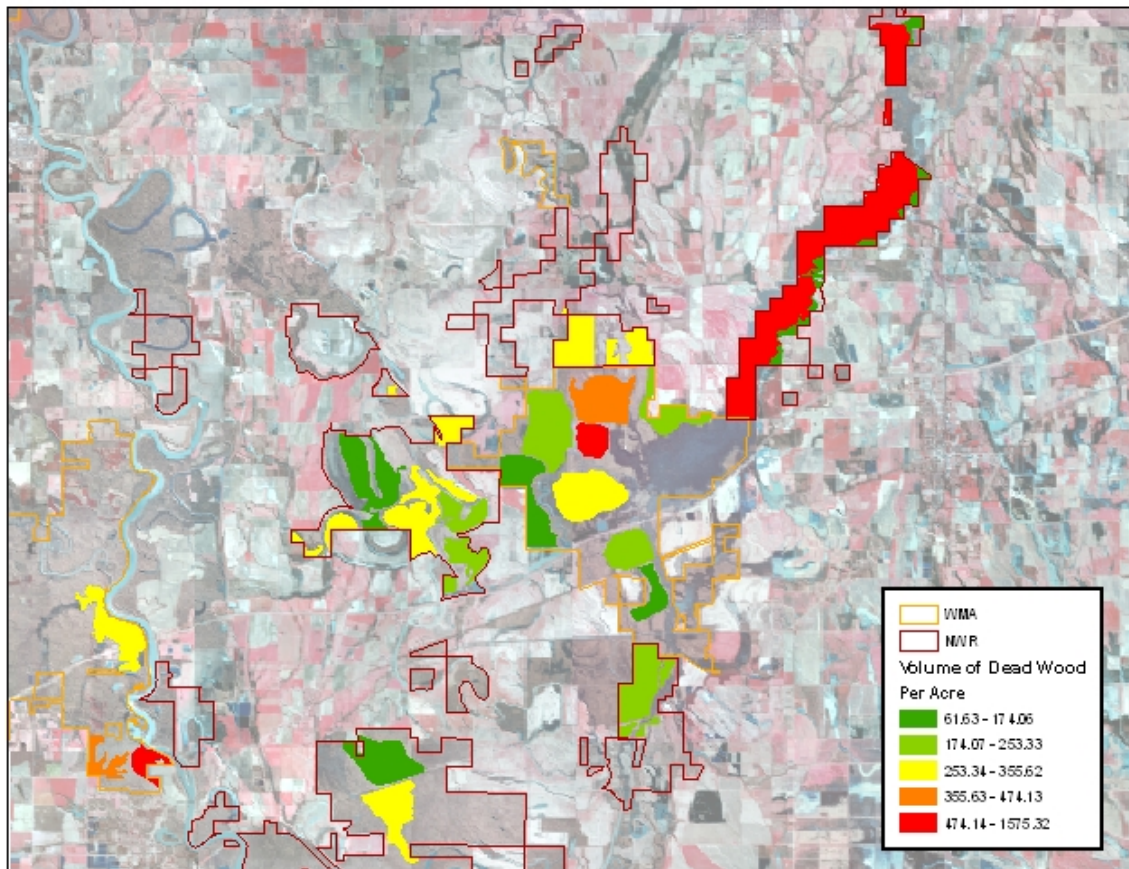 WMA
NWR
Volume of Dead Wood
Per Acre
61.63 - 174.06
174.07 - 253.33
253.34 - 355.62
355.63 - 474.13
474.14 - 1575.32